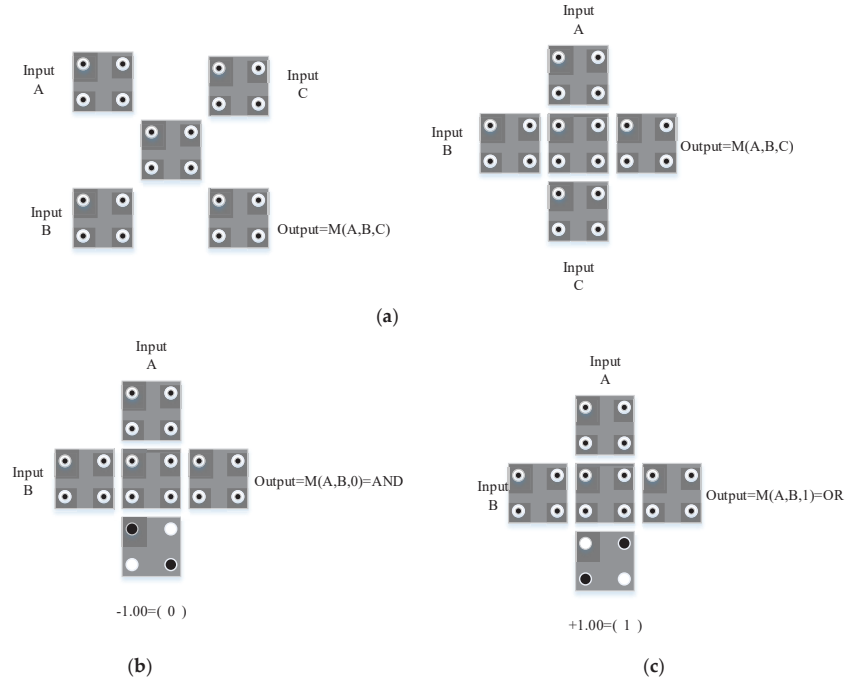 Input
A
Input
C
Input
B
Output=M(A,B,C)
Input
A
Input
B
Output=M(A,B,C)
Input
C
(a)
Input
A
Input
B
Output=M(A,B,0)=AND
-1.00=( 0 )
(b)
Input
A
Input
B
Output=M(A,B,1)=OR
+1.00=( 1 )
(c)